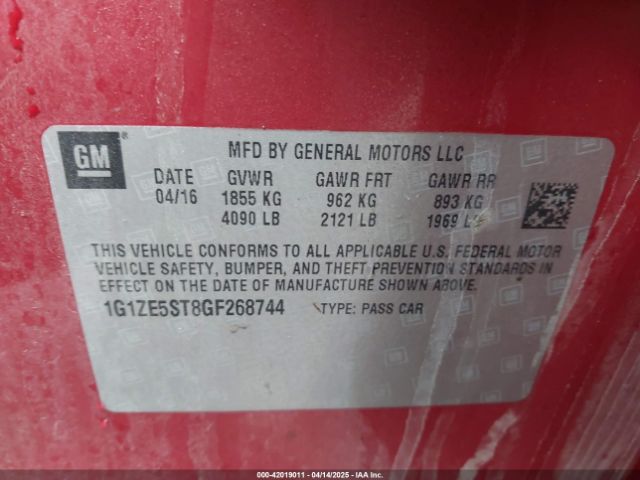 GM ®
MFD BY GENERAL MOTORS LLC
DATE GVWR GAWR FRT GAWR RR
04/16 1855 KG 962 KG 893 KG
4090 LB 2121 LB 1969
THIS VEHICLE CONFORMS TO ALL APPLICABLE U.S. FEDERAL MOTOR
VEHICLE SAFETY, BUMPER, AND THEFT PREVENTION STANDARDS IN
EFFECT ON THE DATE OF MANUFACTURE SHOWN ABOVE.
1G1ZE5ST8GF268744 TYPE: PASS CAR
000-42019011 - 04/14/2025 - IAAI.COM